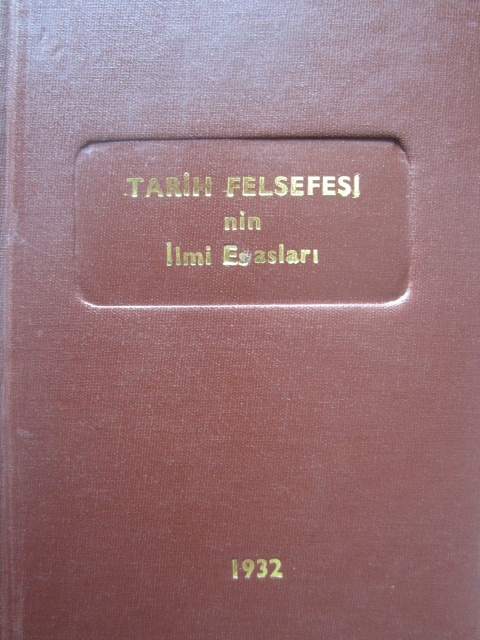 TARİH FELSEFESİ
nin
İlmi Esasları
1932